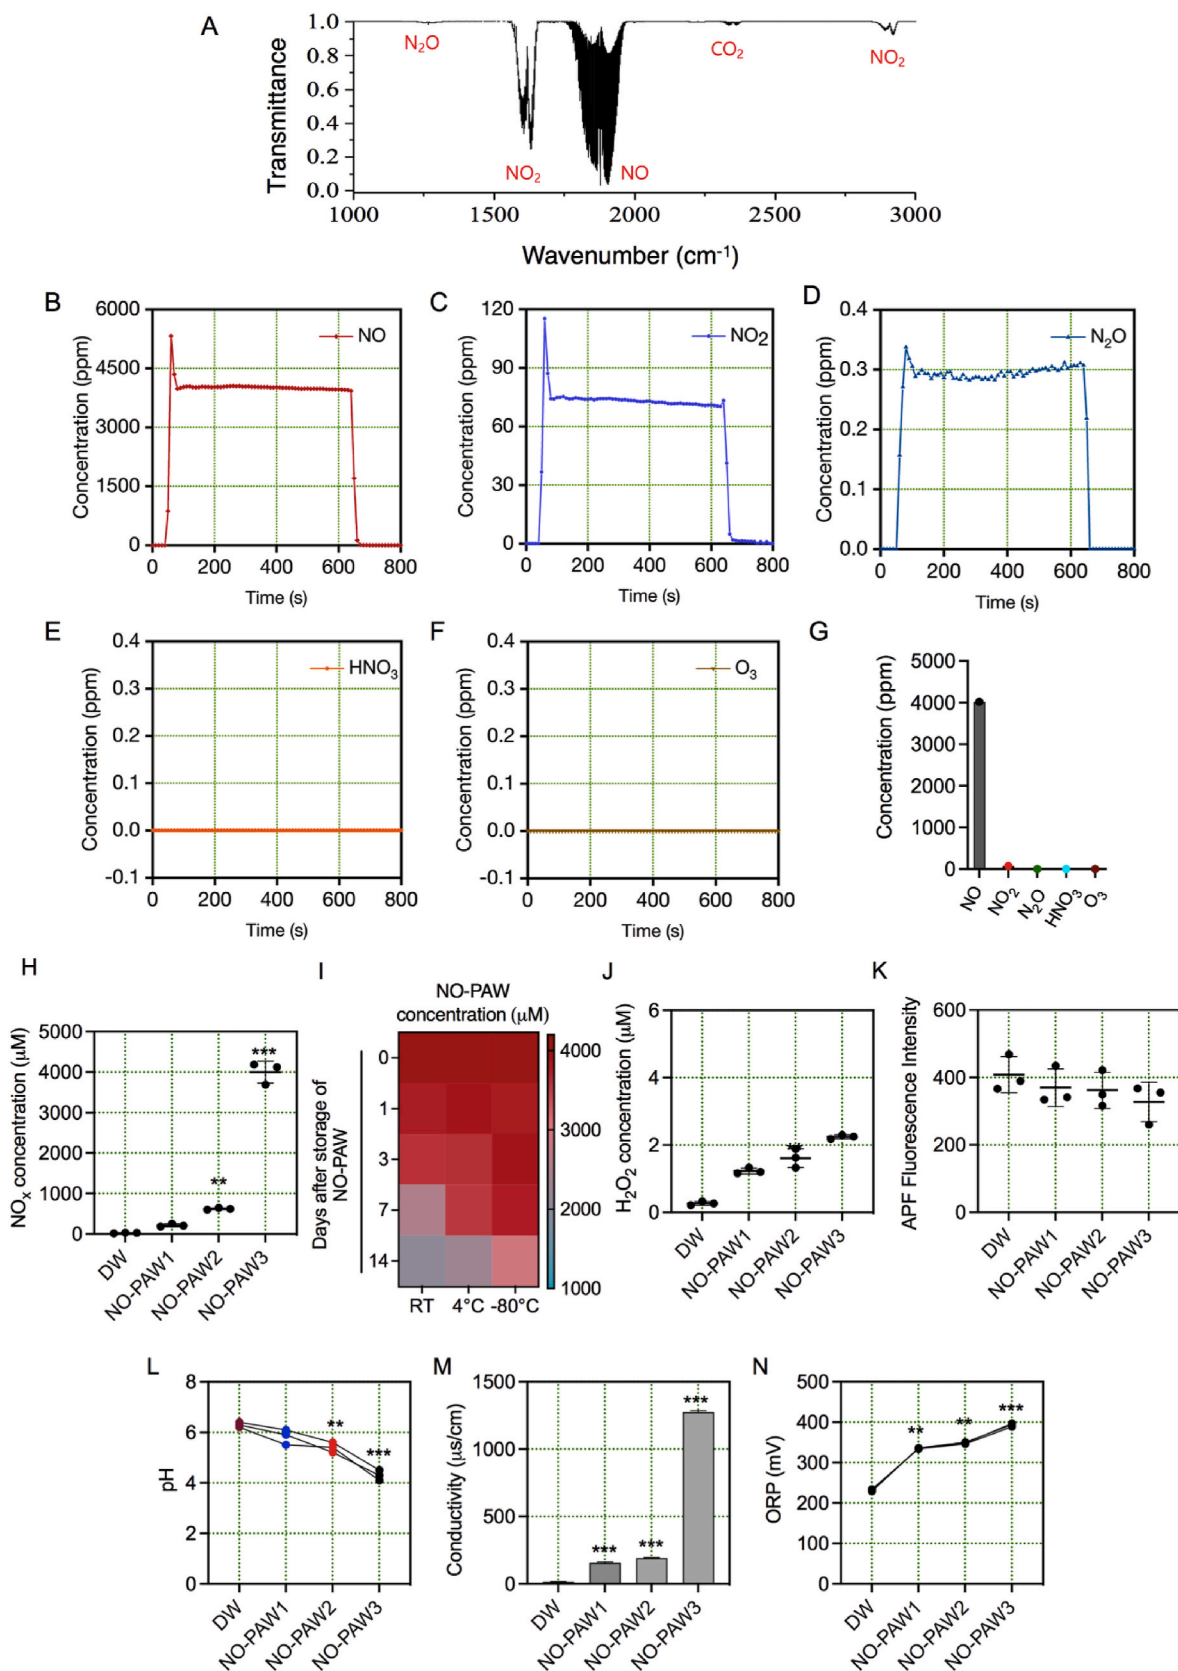 A
Transmittance
1.0
0.8
0.6
0.4
0.2
0.0
N₂O
CO₂
NO₂
NO₂
NO
1000 1500 2000 2500 3000
Wavenumber (cm⁻¹)
B
Concentration (ppm)
6000
4500
3000
1500
0
NO
0 200 400 600 800
Time (s)
C
Concentration (ppm)
120
90
60
30
0
NO2
0 200 400 600 800
Time (s)
D
Concentration (ppm)
0.4
0.3
0.2
0.1
0.0
N₂O
0 200 400 600 800
Time (s)
E
Concentration (ppm)
0.4
0.3
0.2
0.1
0.0
-0.1
HNO₃
0 200 400 600 800
Time (s)
F
Concentration (ppm)
0.4
0.3
0.2
0.1
0.0
-0.1
O₃
0 200 400 600 800
Time (s)
G
Concentration (ppm)
5000
4000
3000
2000
1000
0
NO
NO₂
N₂O
HNO₃
O₃
H
NOₓ concentration (μM)
5000
4000
3000
2000
1000
0
**
***
DW
NO-PAW1
NO-PAW2
NO-PAW3
I
NO-PAW
concentration (μM)
Days after storage of
NO-PAW
0
1
3
7
14
RT 4°C -80°C
4000
3000
2000
1000
J
H₂O₂ concentration (μM)
6
4
2
0
DW
NO-PAW1
NO-PAW2
NO-PAW3
K
APF Fluorescence Intensity
600
400
200
0
DW
NO-PAW1
NO-PAW2
NO-PAW3
L
pH
8
6
4
2
0
**
***
DW
NO-PAW1
NO-PAW2
NO-PAW3
M
Conductivity (μs/cm)
1500
1000
500
0
***
***
***
DW
NO-PAW1
NO-PAW2
NO-PAW3
N
ORP (mV)
500
400
300
200
100
0
**
**
***
DW
NO-PAW1
NO-PAW2
NO-PAW3